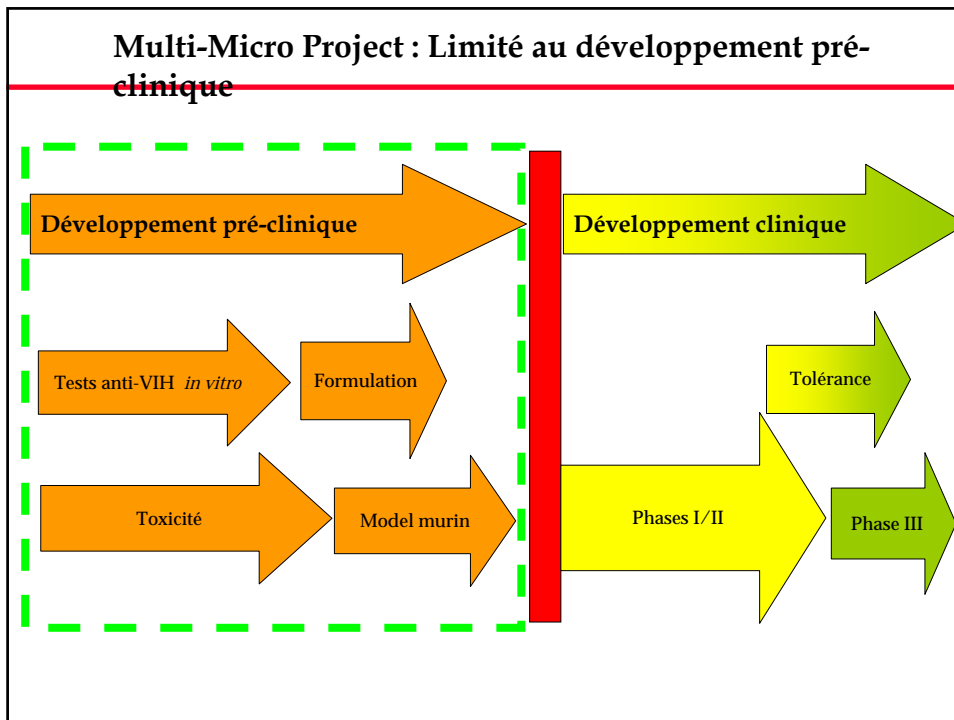 Multi-Micro Project : Limité au développement pré-
clinique
Développement pré-clinique
Développement clinique
Tests anti-VIH in vitro
Formulation
Tolérance
Toxicité
Model murin
Phases I/II
Phase III